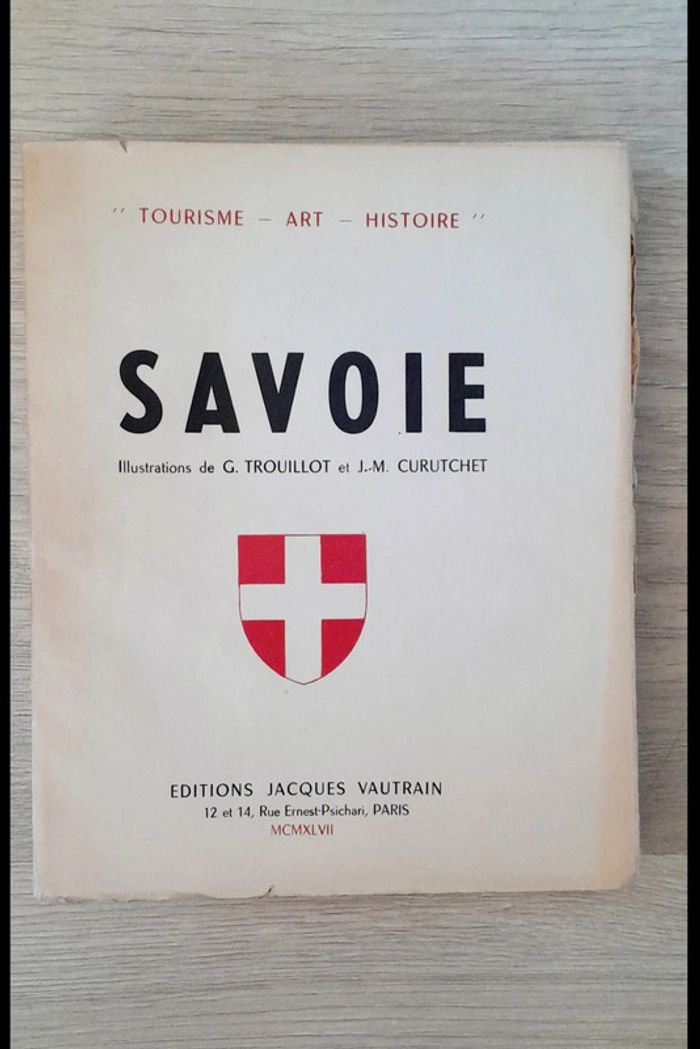 " TOURISME – ART – HISTOIRE "
SAVOIE
Illustrations de G. TROUILLOT et J.-M. CURUTCHET
EDITIONS JACQUES VAUTRAIN
12 et 14, Rue Ernest-Psichari, PARIS
MCMXLVII